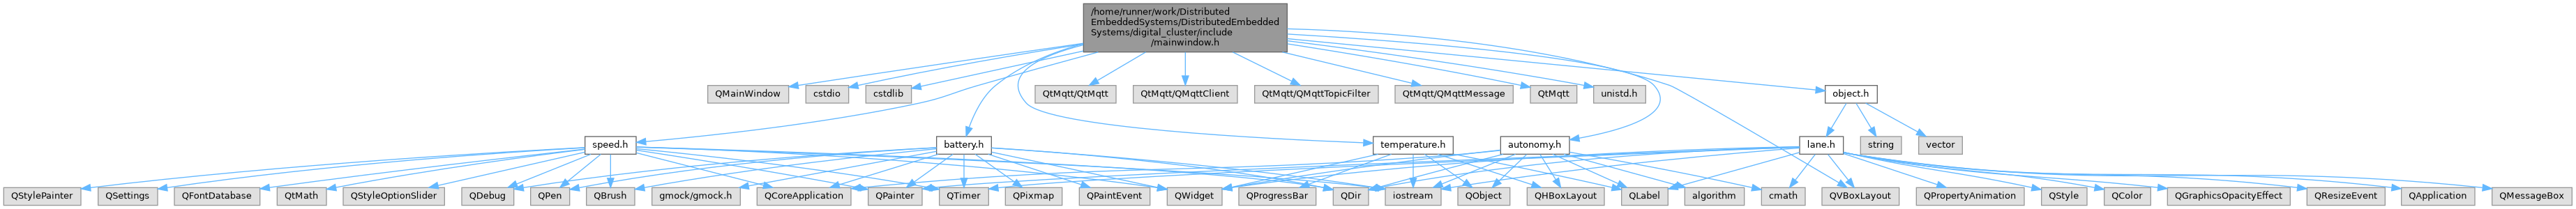 /home/runner/work/Distributed
EmbeddedSystems/DistributedEmbedded
Systems/digital_cluster/include
/mainwindow.h
QMainWindow
cstdio
cstdlib
QtMqtt/QtMqtt
QtMqtt/QMqttClient
QtMqtt/QMqttTopicFilter
QtMqtt/QMqttMessage
QtMqtt
unistd.h
object.h
speed.h
battery.h
temperature.h
autonomy.h
lane.h
string
vector
QStylePainter
QSettings
QFontDatabase
QtMath
QStyleOptionSlider
QDebug
QPen
QBrush
gmock/gmock.h
QCoreApplication
QPainter
QTimer
QPixmap
QPaintEvent
QWidget
QProgressBar
QDir
iostream
QObject
QHBoxLayout
QLabel
algorithm
cmath
QVBoxLayout
QPropertyAnimation
QStyle
QColor
QGraphicsOpacityEffect
QResizeEvent
QApplication
QMessageBox